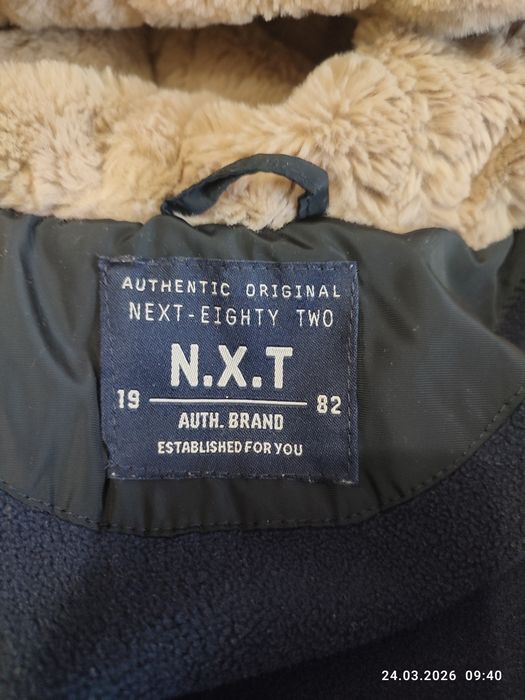 AUTHENTIC ORIGINAL
NEXT-EIGHTY TWO
N.X.T
19 82
AUTH. BRAND
ESTABLISHED FOR YOU
24.03.2026 09:40